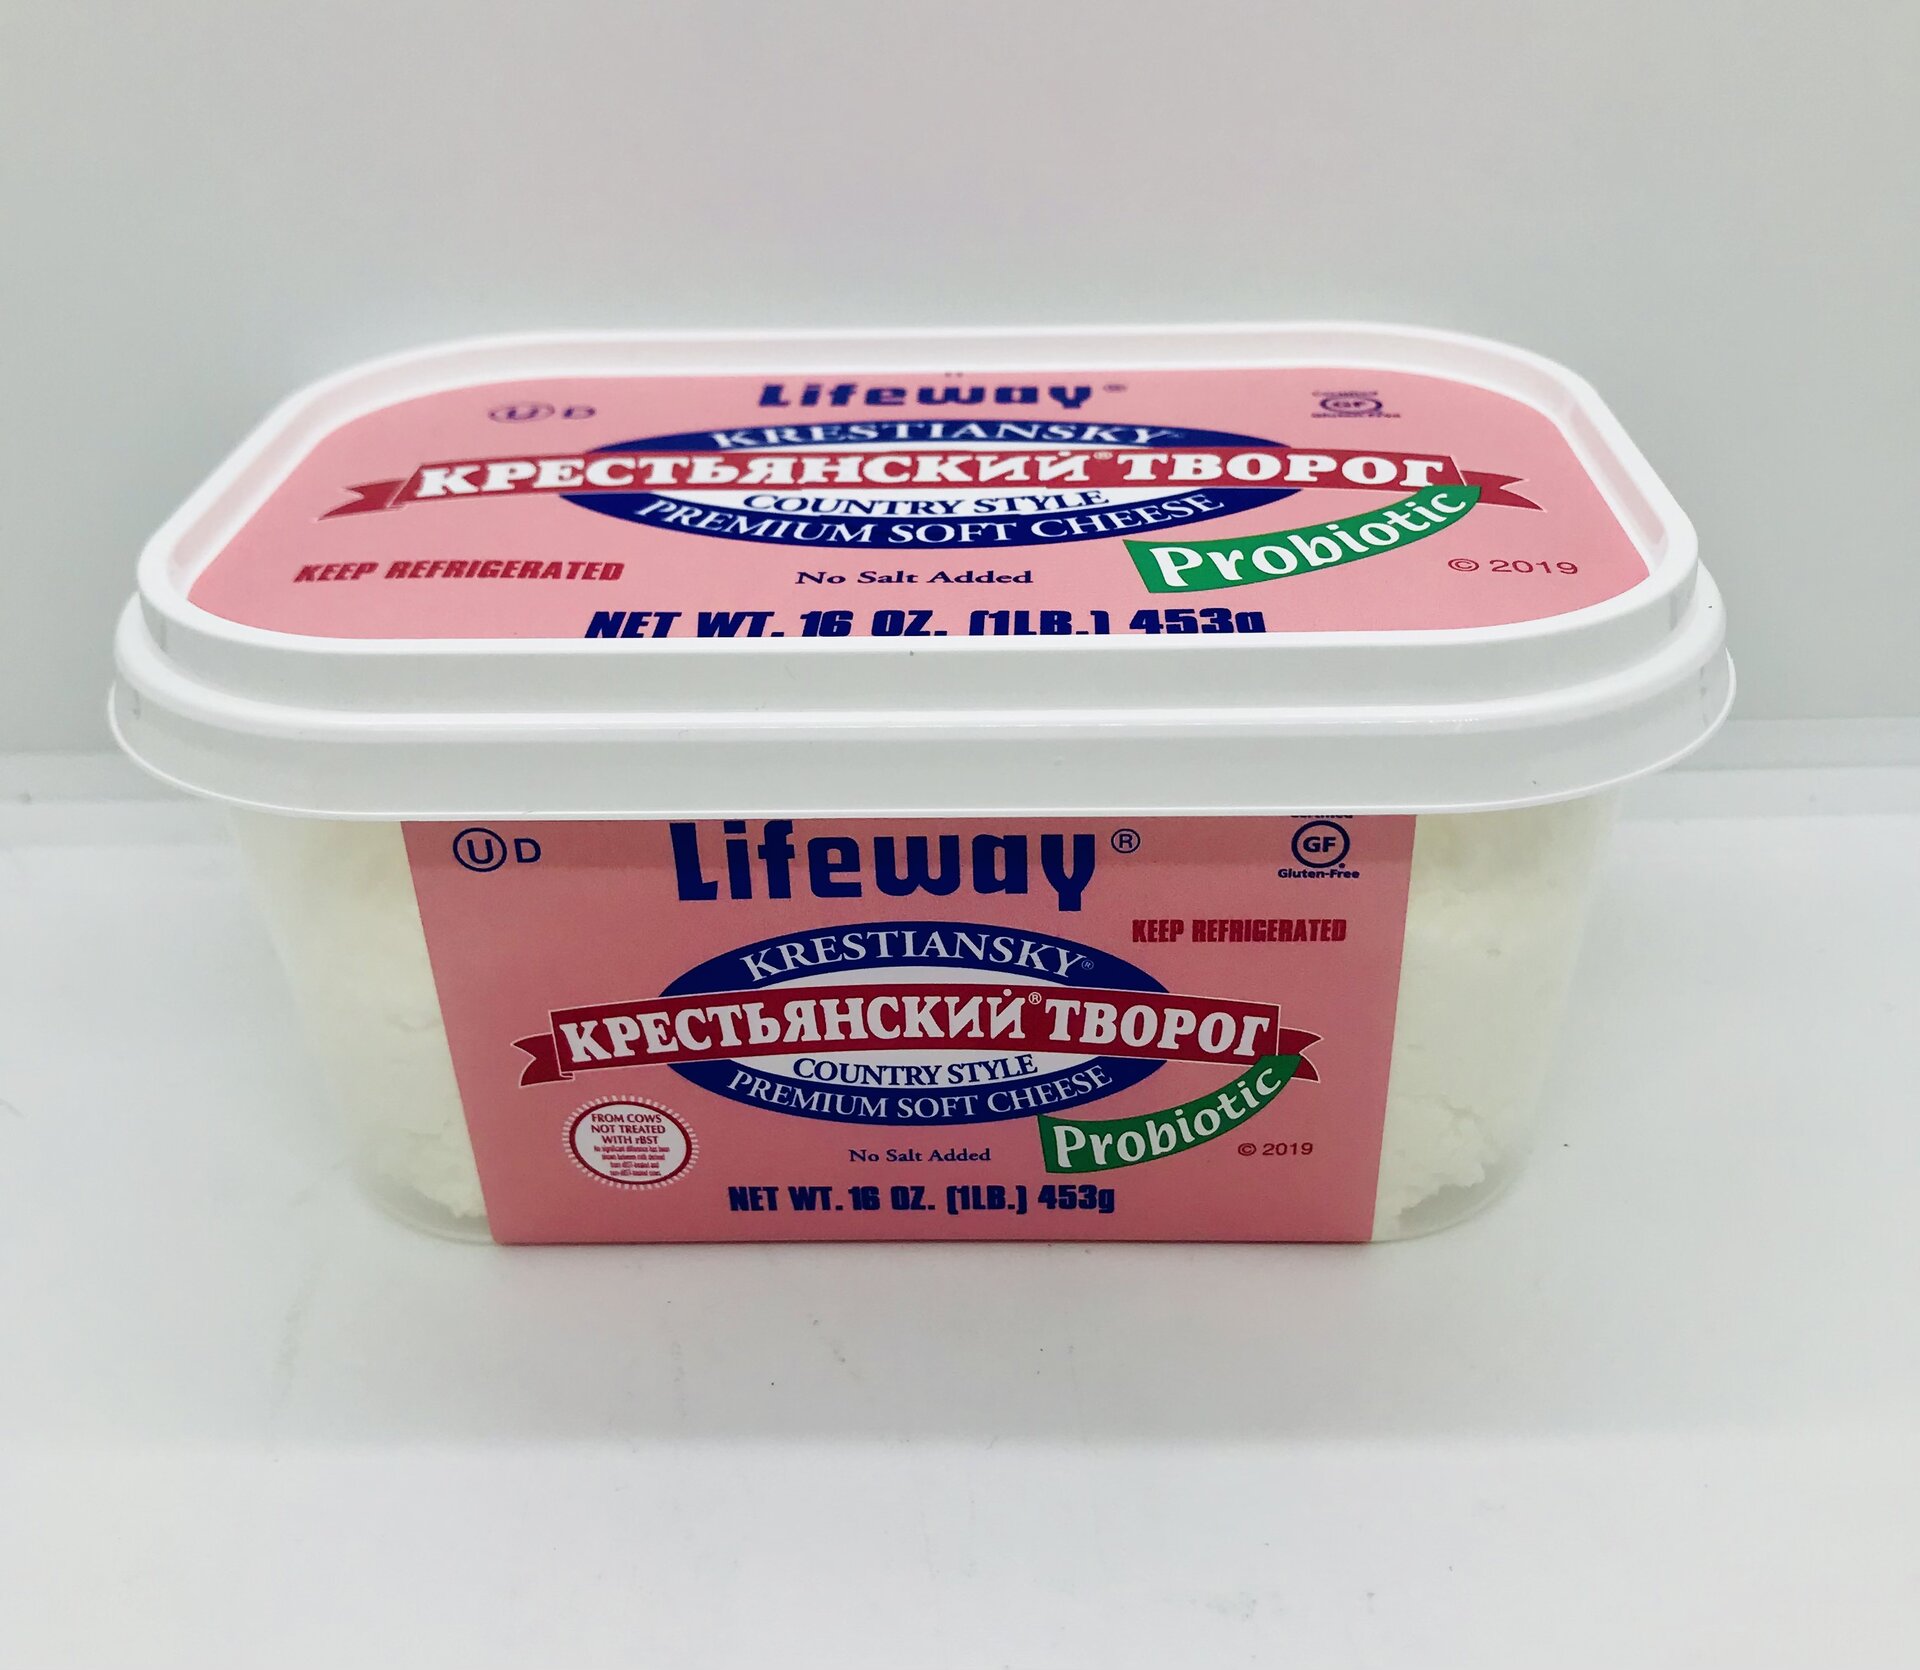 Lifeway®
Ⓤ D
GF
KRESTIANSKY
КРЕСТЬЯНСКИЙ® ТВОРОГ
COUNTRY STYLE
PREMIUM SOFT CHEESE
Probiotic
KEEP REFRIGERATED
No Salt Added
© 2019
NET WT. 16 OZ. (1LB.) 453g
Ⓤ D
Lifeway®
Certified
GF
Gluten-Free
KEEP REFRIGERATED
KRESTIANSKY®
КРЕСТЬЯНСКИЙ® ТВОРОГ
COUNTRY STYLE
PREMIUM SOFT CHEESE
Probiotic
FROM COWS
NOT TREATED
WITH rBST
No Salt Added
© 2019
NET WT. 16 OZ. (1LB.) 453g